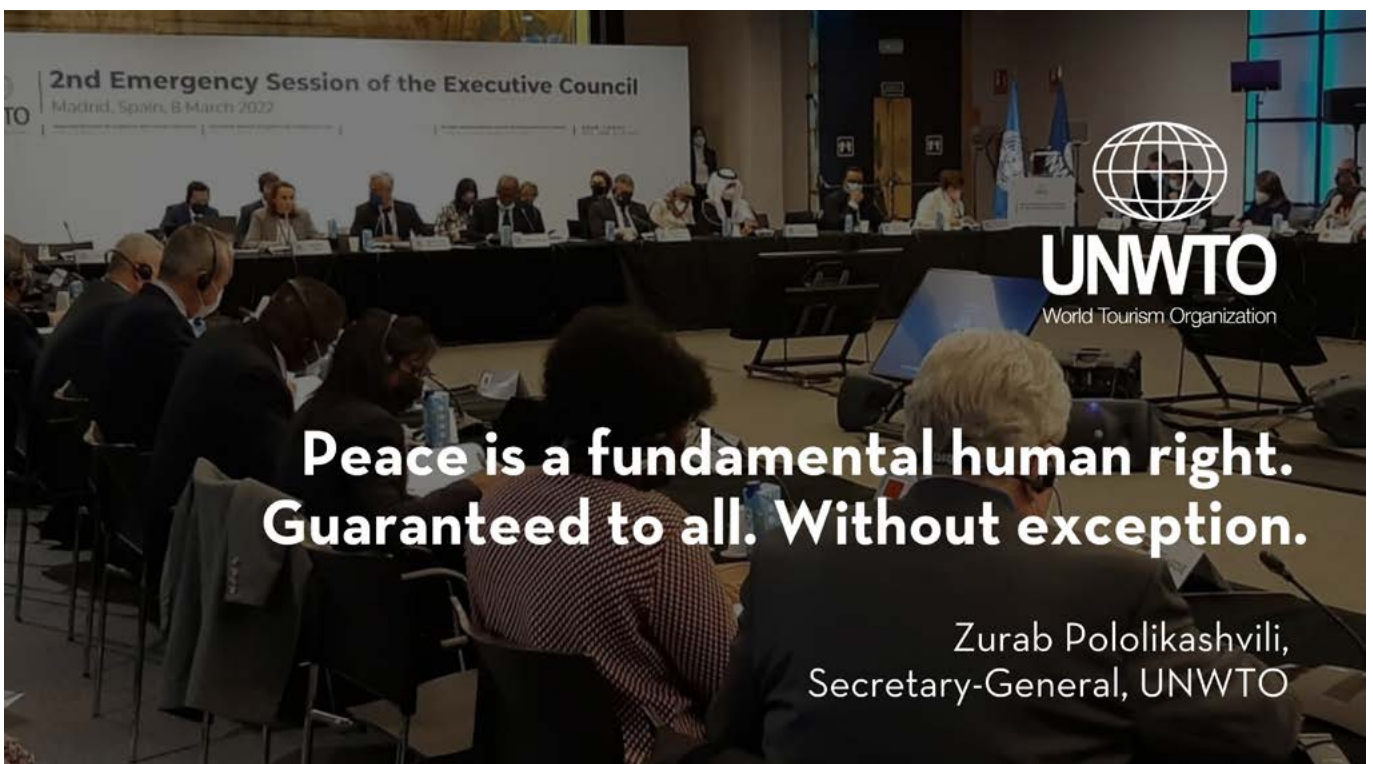 2nd Emergency Session of the Executive Council
Madrid, Spain, 8 March 2022
TO
UNWTO
World Tourism Organization
Peace is a fundamental human right.
Guaranteed to all. Without exception.
Zurab Pololikashvili,
Secretary-General, UNWTO